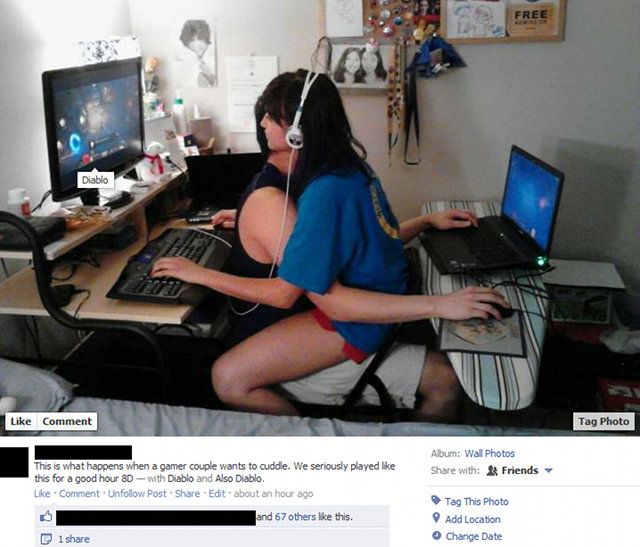 FREE
ADMISSION
Diablo
Like Comment
Tag Photo
This is what happens when a gamer couple wants to cuddle. We seriously played like
this for a good hour 8D — with Diablo and Also Diablo.
Like · Comment · Unfollow Post · Share · Edit · about an hour ago
and 67 others like this.
1 share
Album: Wall Photos
Share with: Friends
Tag This Photo
Add Location
Change Date